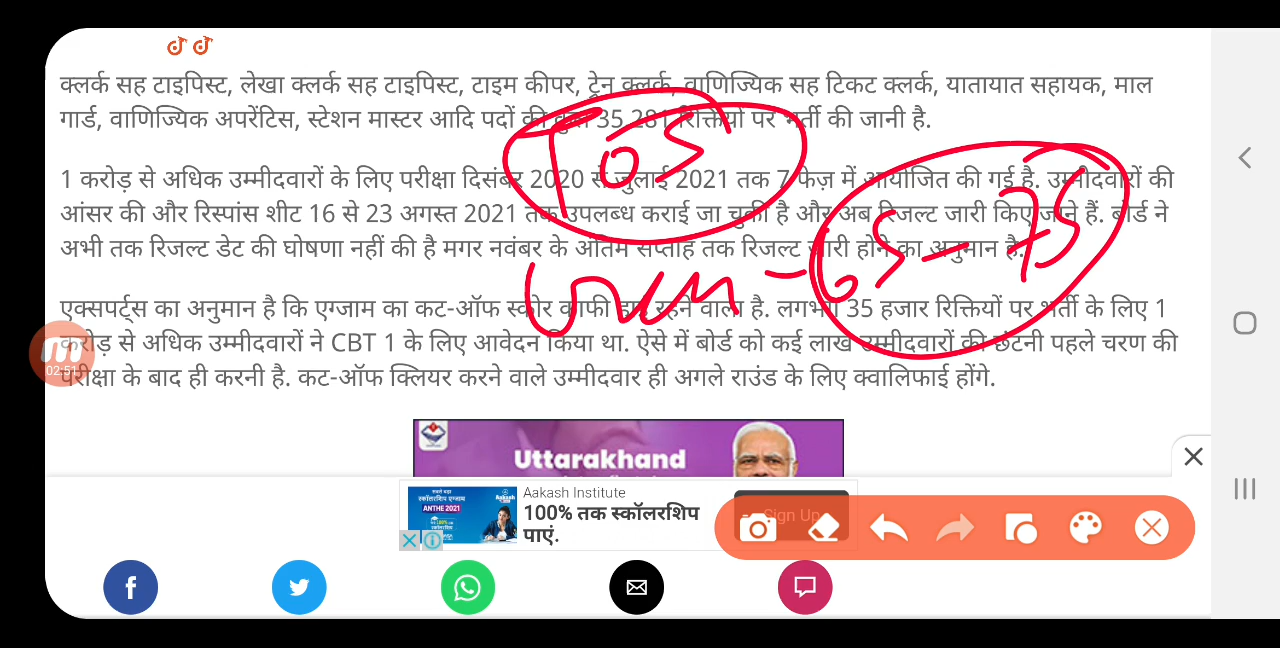 क्लर्क सह टाइपिस्ट, लेखा क्लर्क सह टाइपिस्ट, टाइम कीपर, ट्रेन क्लर्क, वाणिज्यिक सह टिकट क्लर्क, यातायात सहायक, माल
गार्ड, वाणिज्यिक अपरेंटिस, स्टेशन मास्टर आदि पदों की कुल 35,281 रिक्तियों पर भर्ती की जानी है.
1 करोड़ से अधिक उम्मीदवारों के लिए परीक्षा दिसंबर 2020 से जुलाई 2021 तक 7 फेज़ में आयोजित की गई है. उम्मीदवारों की
आंसर की और रिस्पांस शीट 16 से 23 अगस्त 2021 तक उपलब्ध कराई जा चुकी है और अब रिजल्ट जारी किए जाने हैं. बोर्ड ने
अभी तक रिजल्ट डेट की घोषणा नहीं की है मगर नवंबर के अंतिम सप्ताह तक रिजल्ट जारी होने का अनुमान है.
एक्सपर्ट्स का अनुमान है कि एग्जाम का कट-ऑफ स्कोर काफी हाई रहने वाला है. लगभग 35 हजार रिक्तियों पर भर्ती के लिए 1
करोड़ से अधिक उम्मीदवारों ने CBT 1 के लिए आवेदन किया था. ऐसे में बोर्ड को कई लाख उम्मीदवारों की छंटनी पहले चरण की
परीक्षा के बाद ही करनी है. कट-ऑफ क्लियर करने वाले उम्मीदवार ही अगले राउंड के लिए क्वालिफाई होंगे.
65-75
02:51
Uttarakhand
Aakash Institute
100% तक स्कॉलरशिप
पाएं.
ANTHE 2021
Sign Up